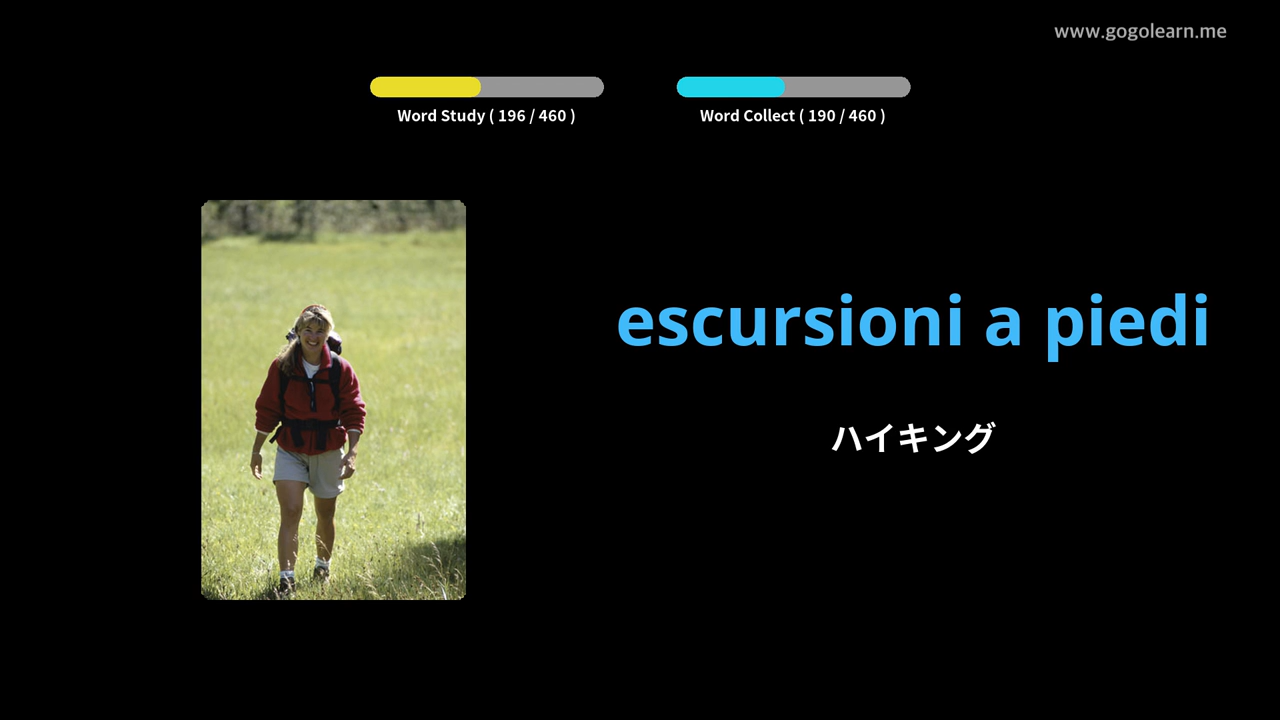 www.gogolearn.me
Word Study ( 196 / 460 )
Word Collect ( 190 / 460 )
escursioni a piedi
ハイキング